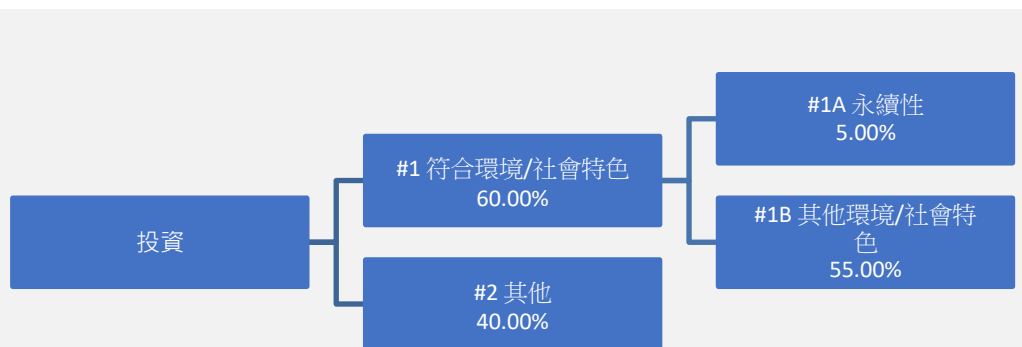 投資
#1 符合環境/社會特色
60.00%
#2 其他
40.00%
#1A 永續性
5.00%
#1B 其他環境/社會特
色
55.00%